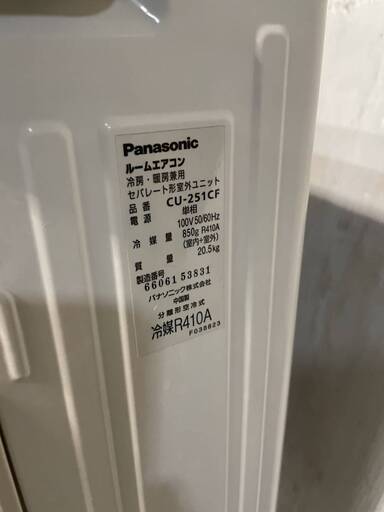 Panasonic
ルームエアコン
冷房・暖房兼用
セパレート形室外ユニット
品番 CU-251CF
電源 単相 100V 50/60Hz
冷媒量 850g R410A
(室内+室外)
質量 20.5kg
製造番号
6606153831
パナソニック株式会社
中国製
分離形空冷式
冷媒R410A
F038823